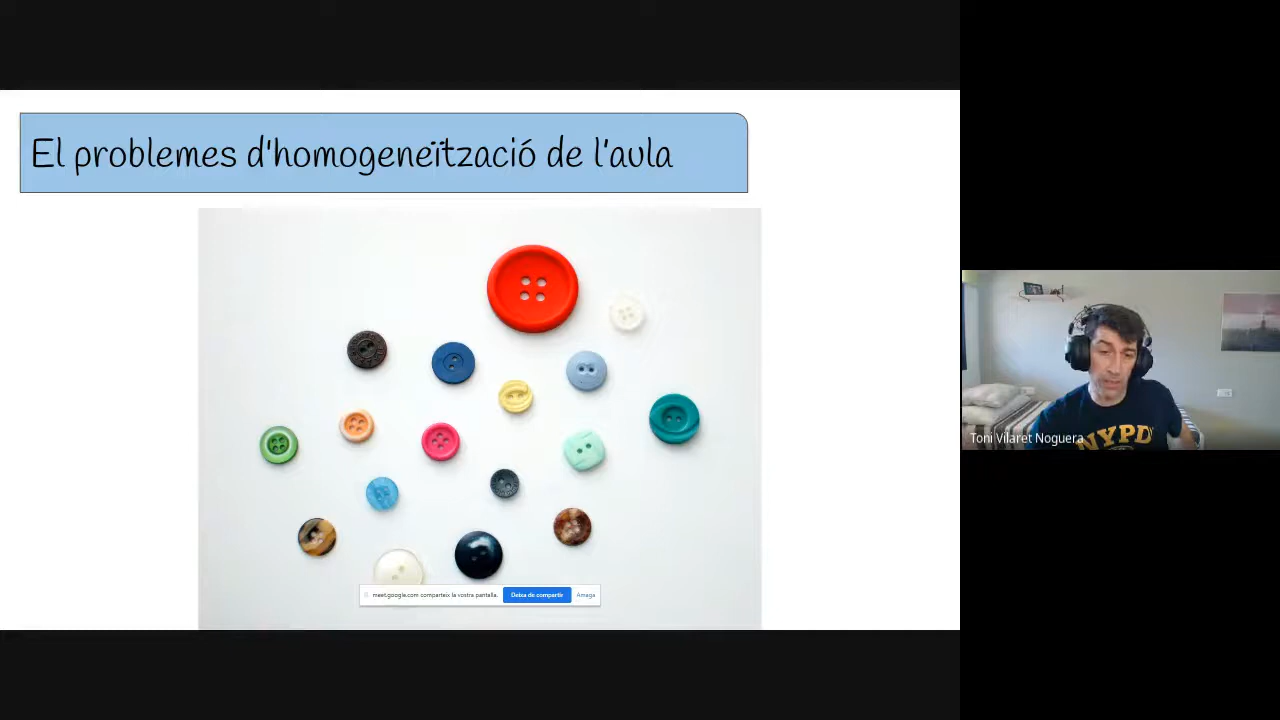 El problemes d'homogeneïtzació de l'aula
meet.google.com comparteix la vostra pantalla.
Deixa de compartir
Amaga
Toni Vilaret Noguera
NYPD